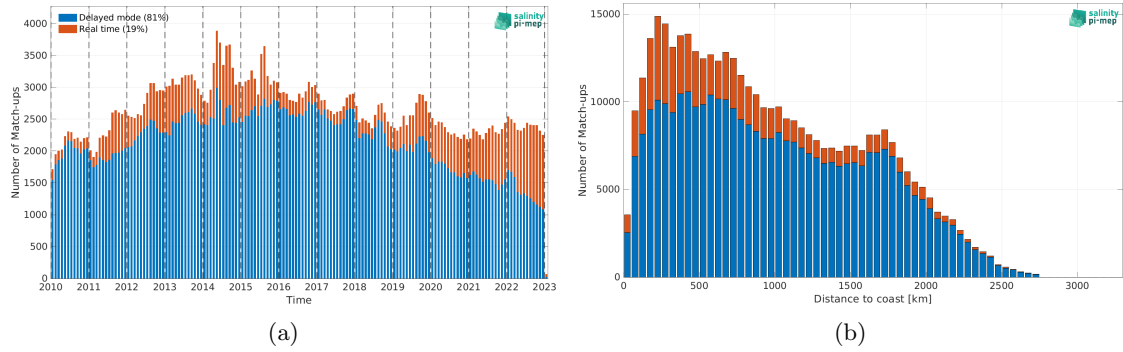 Delayed mode (81%)
Real time (19%)
salinity
pi-mep
4000
3500
3000
2500
2000
1500
1000
500
0
Number of Match-ups
2010 2011 2012 2013 2014 2015 2016 2017 2018 2019 2020 2021 2022 2023
Time
(a)
salinity
pi-mep
15000
10000
5000
0
Number of Match-ups
0 500 1000 1500 2000 2500 3000
Distance to coast [km]
(b)